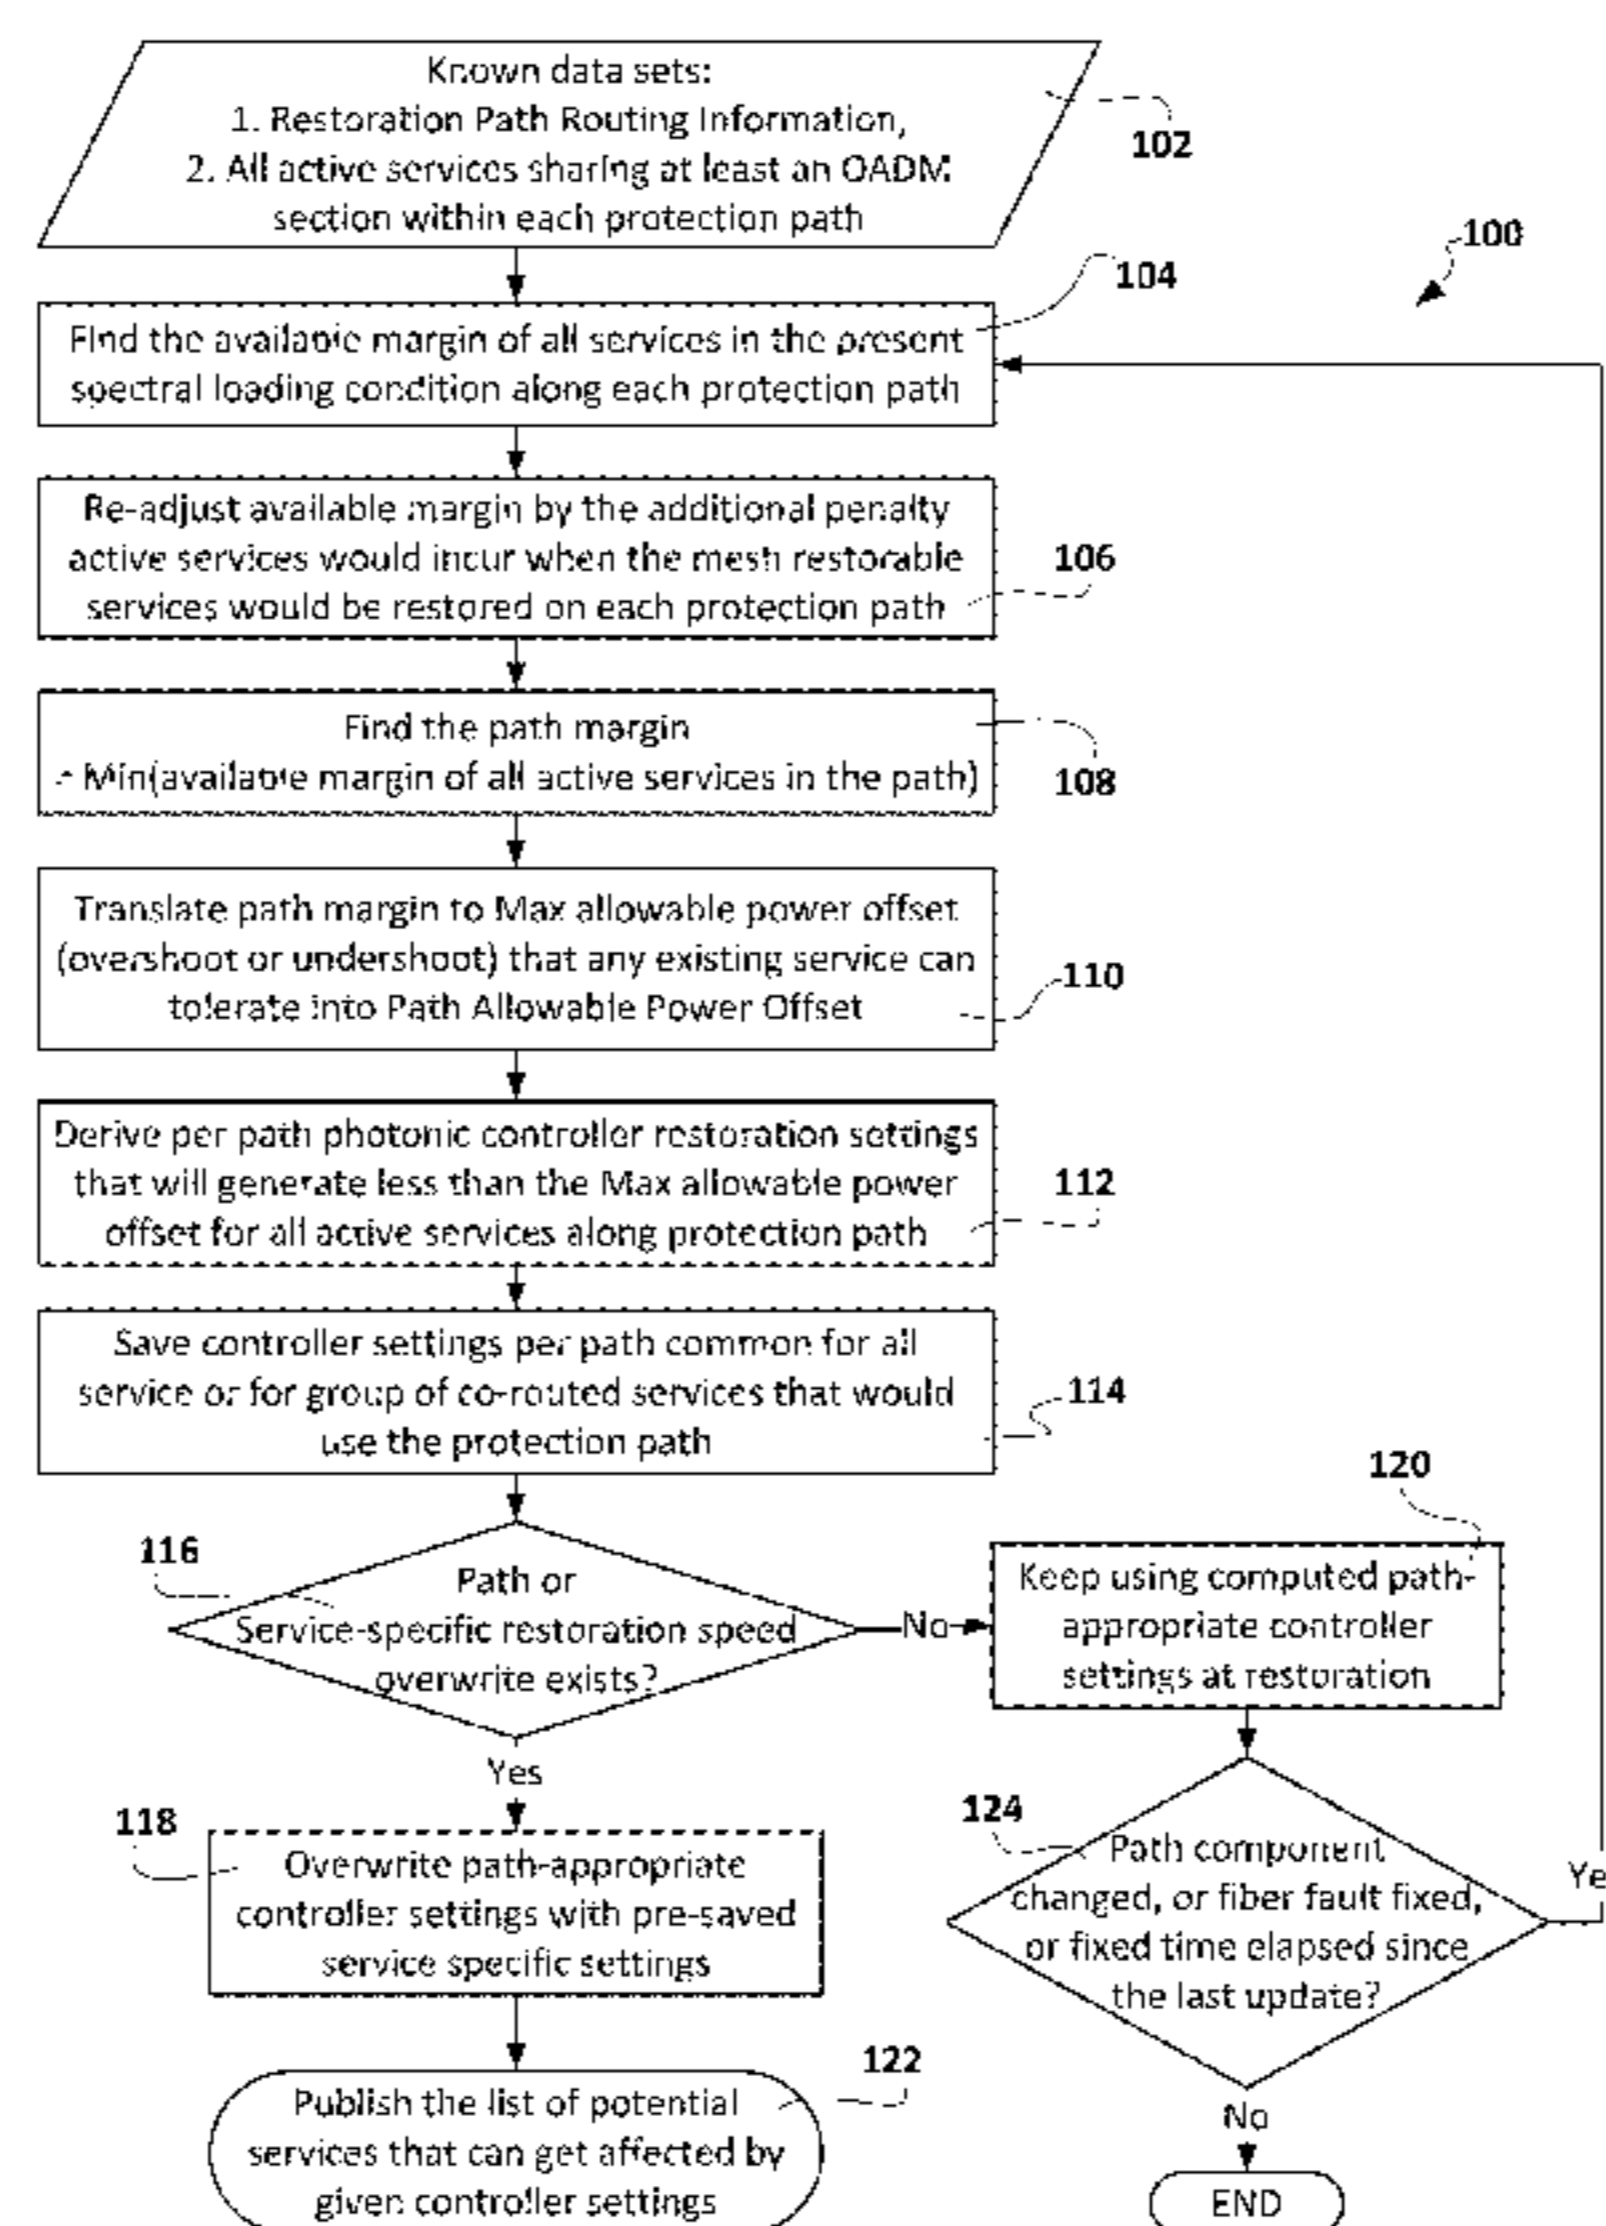 Known data sets:
1. Restoration Path Routing Information,
2. All active services sharing at least an OADM
section within each protection path
102
100
104
Find the available margin of all services in the present
spectral loading condition along each protection path
Re-adjust available margin by the additional penalty
active services would incur when the mesh restorable
services would be restored on each protection path
106
Find the path margin
Min(available margin of all active services in the path)
108
Translate path margin to Max allowable power offset
(overshoot or undershoot) that any existing service can
tolerate into Path Allowable Power Offset
110
Derive per path photonic controller restoration settings
that will generate less than the Max allowable power
offset for all active services along protection path
112
Save controller settings per path common for all
service or for group of co-routed services that would
use the protection path
114
116
Path or
Service-specific restoration speed
overwrite exists?
No
120
Keep using computed path-
appropriate controller
settings at restoration
Yes
118
Overwrite path-appropriate
controller settings with pre-saved
service specific settings
124
Path component
changed, or fiber fault fixed,
or fixed time elapsed since
the last update?
Ye
122
Publish the list of potential
services that can get affected by
given controller settings
No
END